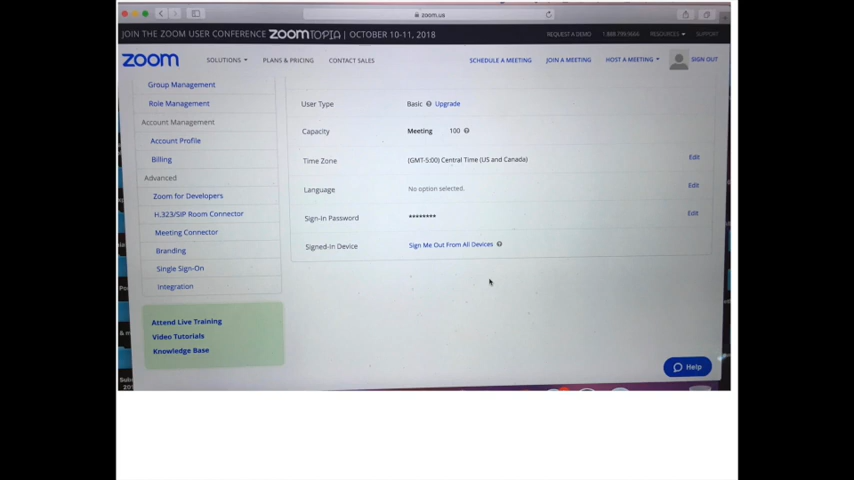 zoom.us
JOIN THE ZOOM USER CONFERENCE ZOOMTOPIA | OCTOBER 10-11, 2018
REQUEST A DEMO 1.888.799.9666 RESOURCES SUPPORT
zoom SOLUTIONS PLANS & PRICING CONTACT SALES SCHEDULE A MEETING JOIN A MEETING HOST A MEETING SIGN OUT
Group Management
Role Management
Account Management
Account Profile
Billing
Advanced
Zoom for Developers
H.323/SIP Room Connector
Meeting Connector
Branding
Single Sign-On
Integration
Attend Live Training
Video Tutorials
Knowledge Base
User Type Basic Upgrade
Capacity Meeting 100
Time Zone (GMT-5:00) Central Time (US and Canada) Edit
Language No option selected. Edit
Sign-In Password ******** Edit
Signed-In Device Sign Me Out From All Devices
Help